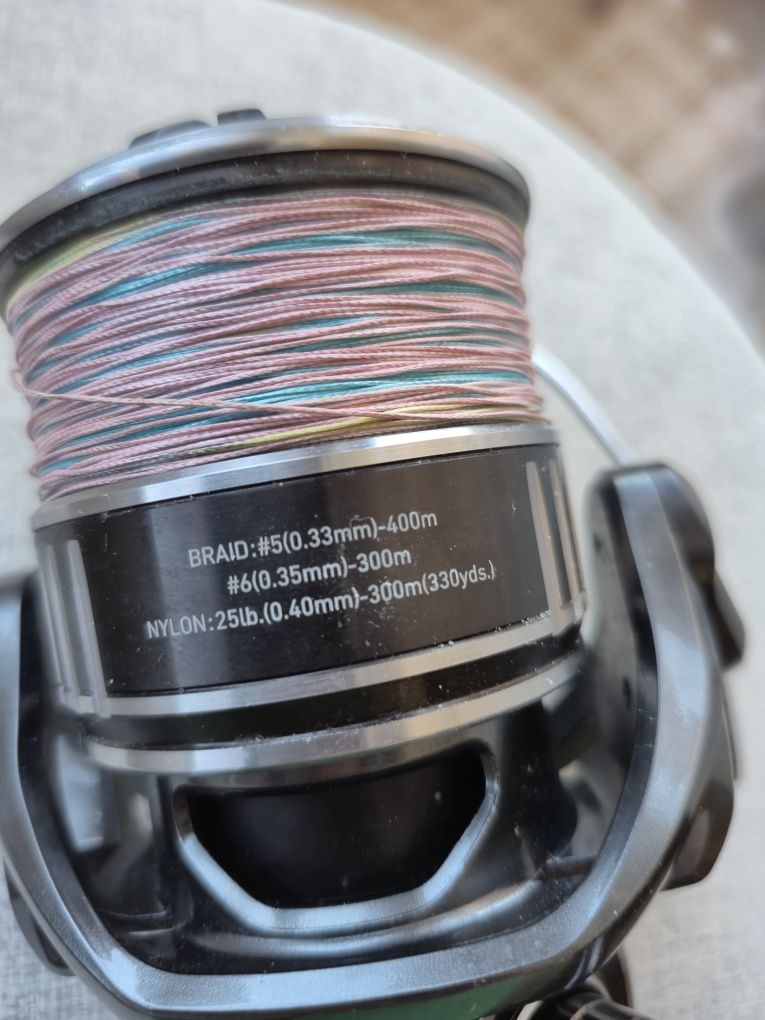 BRAID:#5(0.33mm)-400m
#6(0.35mm)-300m
NYLON:25lb.(0.40mm)-300m(330yds.)